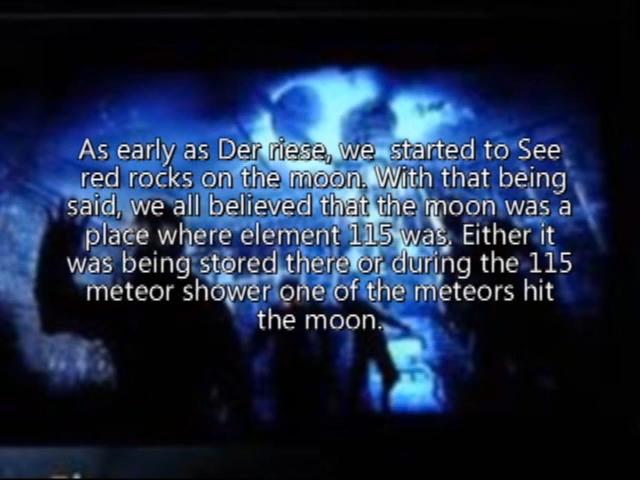 As early as Der riese, we  started to See
red rocks on the moon. With that being
said, we all believed that the moon was a
place where element 115 was. Either it
was being stored there or during the 115
meteor shower one of the meteors hit
the moon.